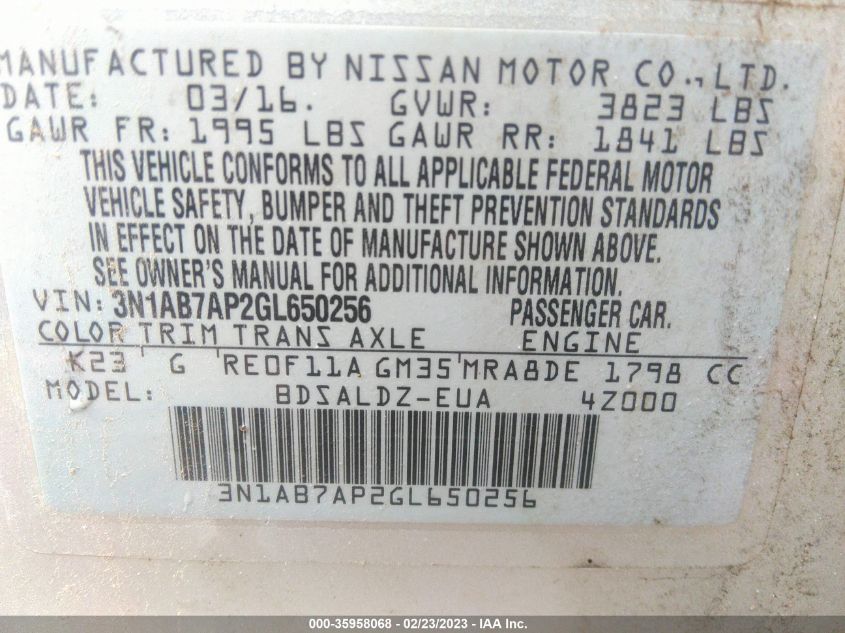 MANUFACTURED BY NISSAN MOTOR CO., LTD.
DATE: 03/16. GVWR: 3823 LBS
GAWR FR: 1995 LBS GAWR RR: 1841 LBS
THIS VEHICLE CONFORMS TO ALL APPLICABLE FEDERAL MOTOR
VEHICLE SAFETY, BUMPER AND THEFT PREVENTION STANDARDS
IN EFFECT ON THE DATE OF MANUFACTURE SHOWN ABOVE.
SEE OWNER'S MANUAL FOR ADDITIONAL INFORMATION.
VIN: 3N1AB7AP2GL650256 PASSENGER CAR.
COLOR TRIM TRANS AXLE ENGINE
K23 ' G RE0F11A GM35 ' MRA8DE 1798 CC
MODEL: BDSALDZ-EUA 4Z000
3N1AB7AP2GL650256
000-35958068 - 02/23/2023 - IAA Inc.